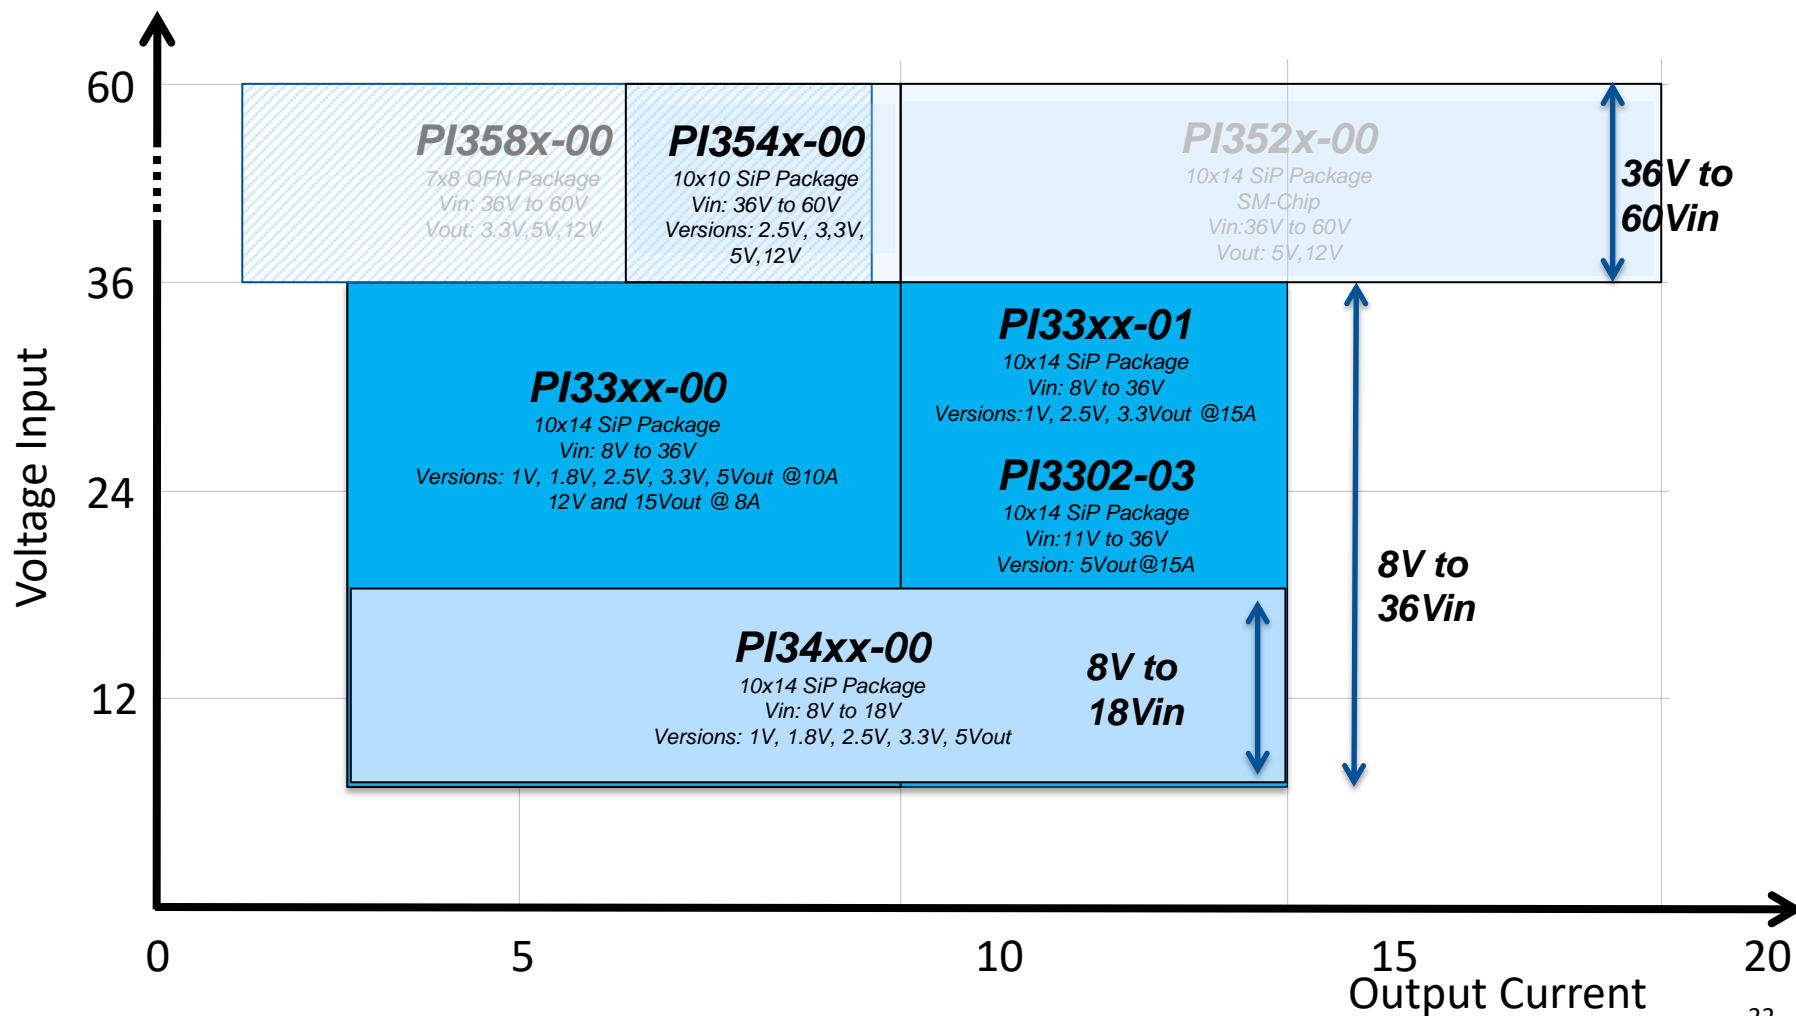 60
36
24
12
Voltage Input
PI358x-00
7x8 QFN Package
Vin: 36V to 60V
Vout: 3.3V,5V,12V
PI354x-00
10x10 SiP Package
Vin: 36V to 60V
Versions: 2.5V, 3,3V,
5V,12V
PI352x-00
10x14 SiP Package
SM-Chip
Vin:36V to 60V
Vout: 5V,12V
36V to
60Vin
PI33xx-00
10x14 SiP Package
Vin: 8V to 36V
Versions: 1V, 1.8V, 2.5V, 3.3V, 5Vout @10A
12V and 15Vout @ 8A
PI33xx-01
10x14 SiP Package
Vin: 8V to 36V
Versions:1V, 2.5V, 3.3Vout @15A
PI3302-03
10x14 SiP Package
Vin:11V to 36V
Version: 5Vout@15A
8V to
36Vin
PI34xx-00
10x14 SiP Package
Vin: 8V to 18V
Versions: 1V, 1.8V, 2.5V, 3.3V, 5Vout
8V to
18Vin
0 5 10 15 20
Output Current